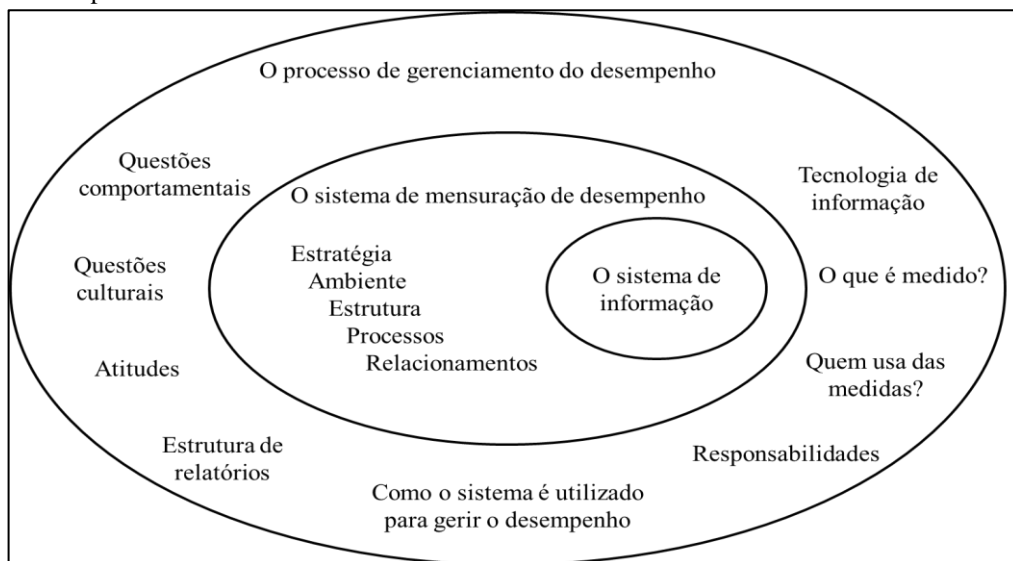 O processo de gerenciamento do desempenho
Questões
comportamentais
Questões
culturais
Atitudes
Estrutura de
relatórios
O sistema de mensuração de desempenho
Estratégia
Ambiente
Estrutura
Processos
Relacionamentos
O sistema de
informação
Tecnologia de
informação
O que é medido?
Quem usa das
medidas?
Responsabilidades
Como o sistema é utilizado
para gerir o desempenho